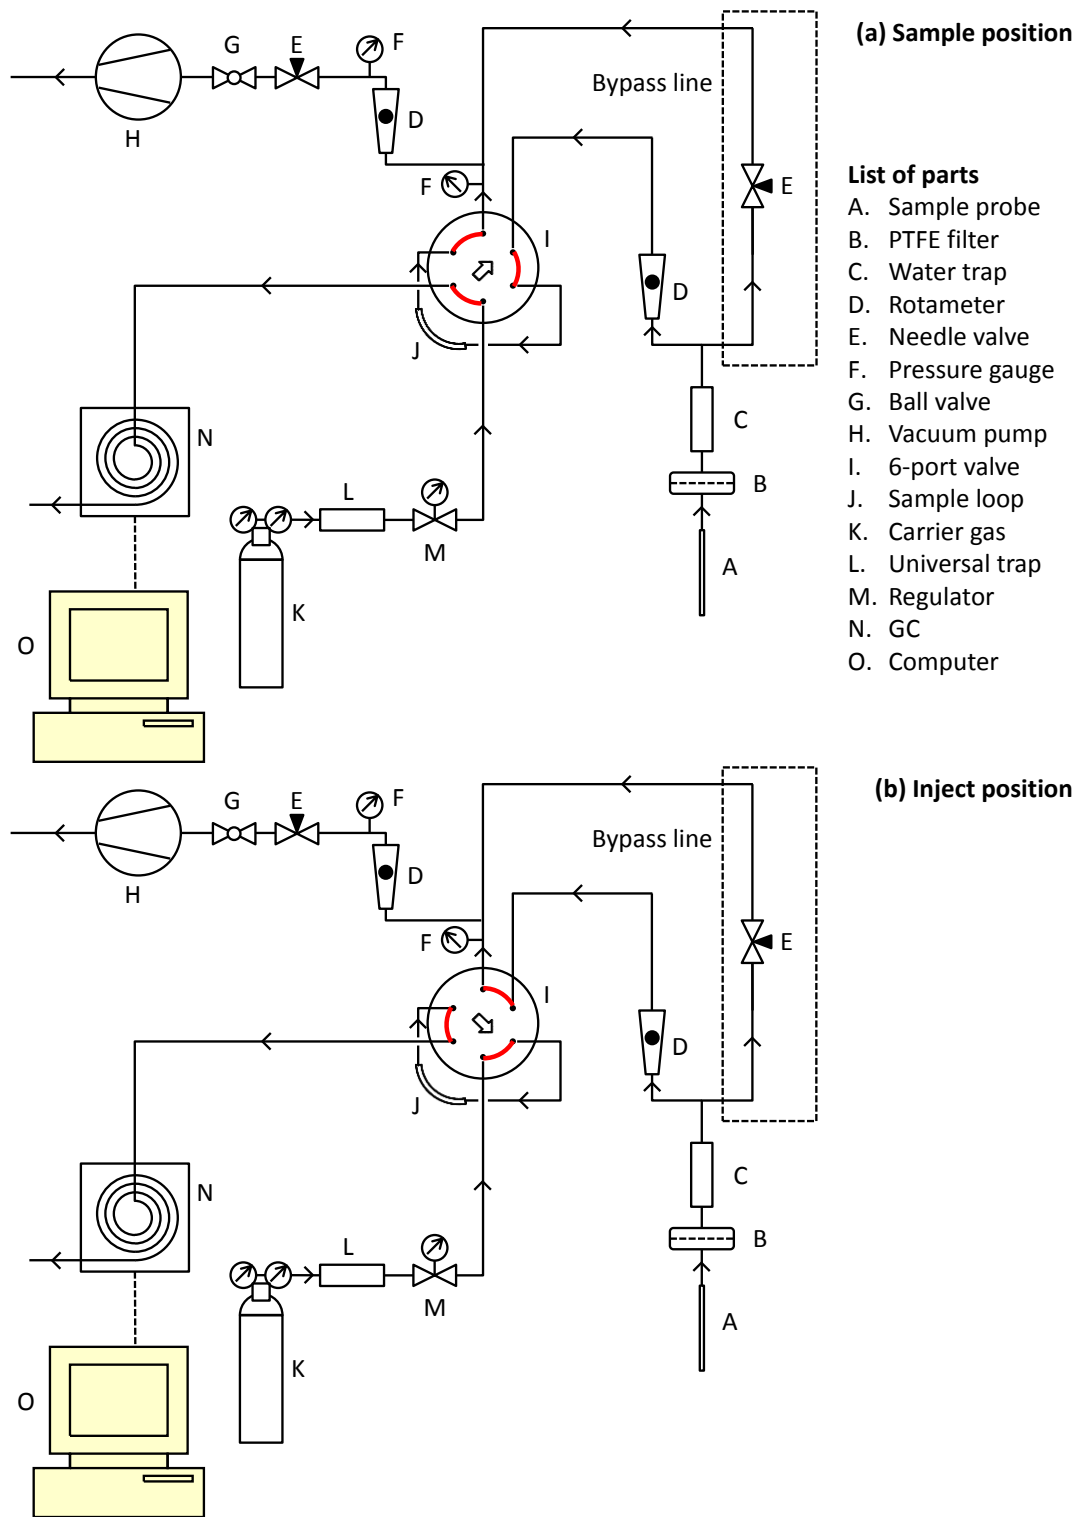 (a) Sample position
G
E
F
H
D
Bypass line
F
I
E
D
J
List of parts
A. Sample probe
B. PTFE filter
C. Water trap
D. Rotameter
E. Needle valve
F. Pressure gauge
G. Ball valve
H. Vacuum pump
I. 6-port valve
J. Sample loop
K. Carrier gas
L. Universal trap
M. Regulator
N. GC
O. Computer
N
C
L
B
M
A
K
O
(b) Inject position
G
E
F
H
D
Bypass line
F
I
E
D
J
N
C
L
B
M
A
K
O